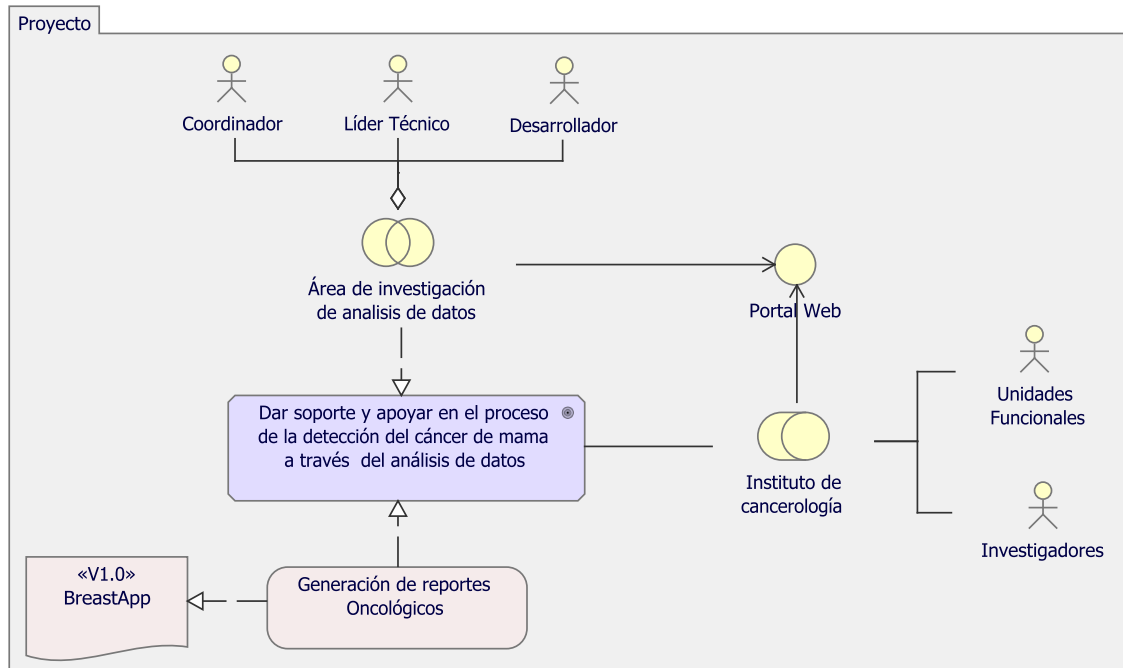 Proyecto
Coordinador
Líder Técnico
Desarrollador
Área de investigación
de analisis de datos
Portal Web
Unidades
Funcionales
Dar soporte y apoyar en el proceso
de la detección del cáncer de mama
a través del análisis de datos
Instituto de
cancerología
Investigadores
«V1.0»
BreastApp
Generación de reportes
Oncológicos